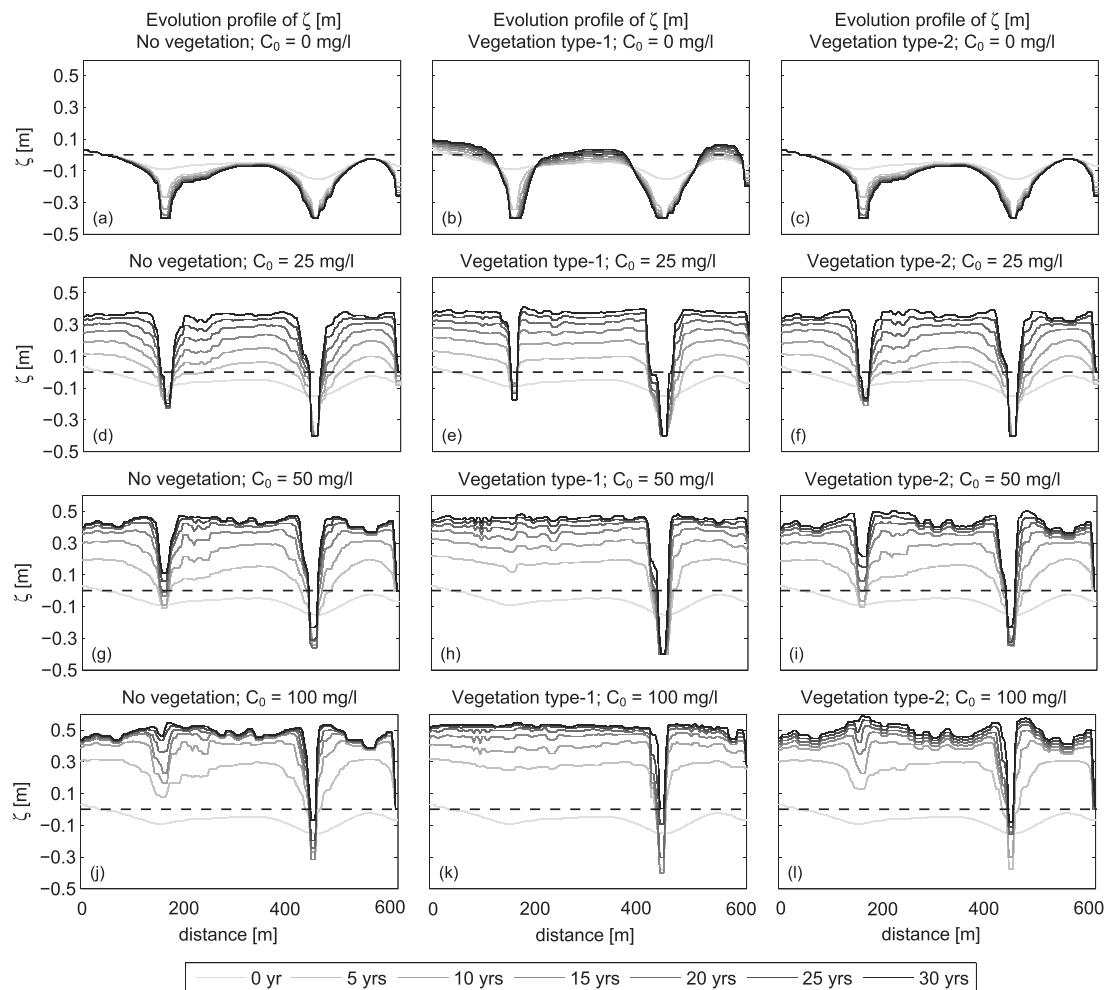 Evolution profile of ζ [m]
No vegetation; C₀ = 0 mg/l
Evolution profile of ζ [m]
Vegetation type-1; C₀ = 0 mg/l
Evolution profile of ζ [m]
Vegetation type-2; C₀ = 0 mg/l
ζ [m]
0.5
0.3
0.1
−0.1
−0.3
−0.5
(a)
(b)
(c)
No vegetation; C₀ = 25 mg/l
Vegetation type-1; C₀ = 25 mg/l
Vegetation type-2; C₀ = 25 mg/l
ζ [m]
0.5
0.3
0.1
−0.1
−0.3
−0.5
(d)
(e)
(f)
No vegetation; C₀ = 50 mg/l
Vegetation type-1; C₀ = 50 mg/l
Vegetation type-2; C₀ = 50 mg/l
ζ [m]
0.5
0.3
0.1
−0.1
−0.3
−0.5
(g)
(h)
(i)
No vegetation; C₀ = 100 mg/l
Vegetation type-1; C₀ = 100 mg/l
Vegetation type-2; C₀ = 100 mg/l
ζ [m]
0.5
0.3
0.1
−0.1
−0.3
−0.5
(j)
(k)
(l)
0 200 400 600
0 200 400 600
0 200 400 600
distance [m]
distance [m]
distance [m]
0 yr 5 yrs 10 yrs 15 yrs 20 yrs 25 yrs 30 yrs